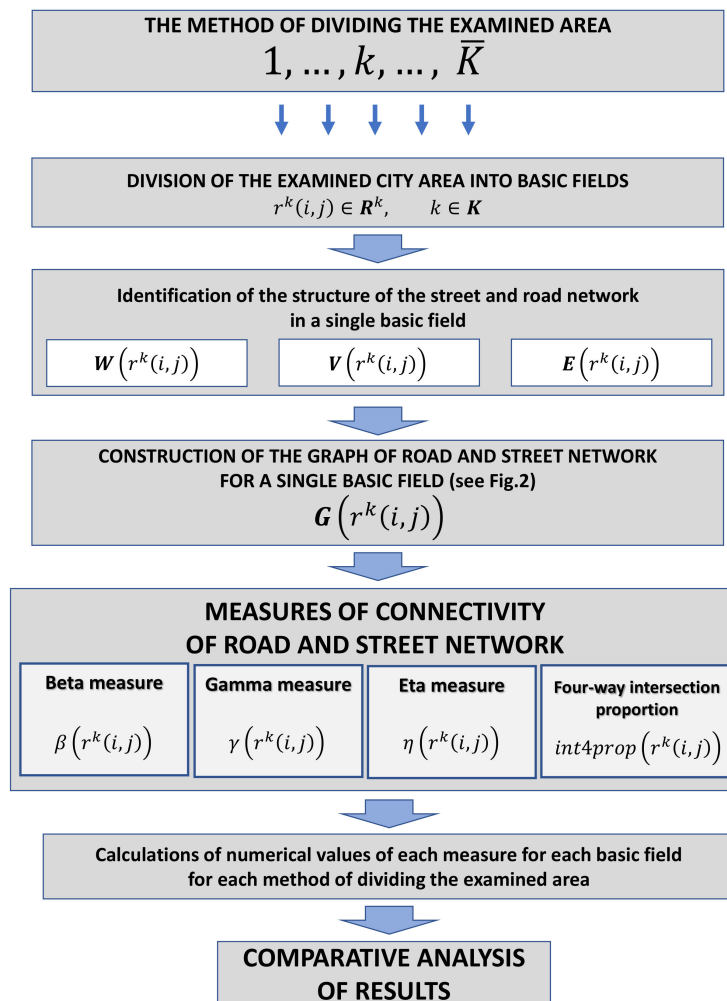 THE METHOD OF DIVIDING THE EXAMINED AREA
1, … , k, … , K̅
DIVISION OF THE EXAMINED CITY AREA INTO BASIC FIELDS
r^k(i,j) ∈ R^k, k ∈ K
Identification of the structure of the street and road network
in a single basic field
W(r^k(i,j)) V(r^k(i,j)) E(r^k(i,j))
CONSTRUCTION OF THE GRAPH OF ROAD AND STREET NETWORK
FOR A SINGLE BASIC FIELD (see Fig.2)
G(r^k(i,j))
MEASURES OF CONNECTIVITY
OF ROAD AND STREET NETWORK
Beta measure
β(r^k(i,j))
Gamma measure
γ(r^k(i,j))
Eta measure
η(r^k(i,j))
Four-way intersection
proportion
int4prop(r^k(i,j))
Calculations of numerical values of each measure for each basic field
for each method of dividing the examined area
COMPARATIVE ANALYSIS
OF RESULTS